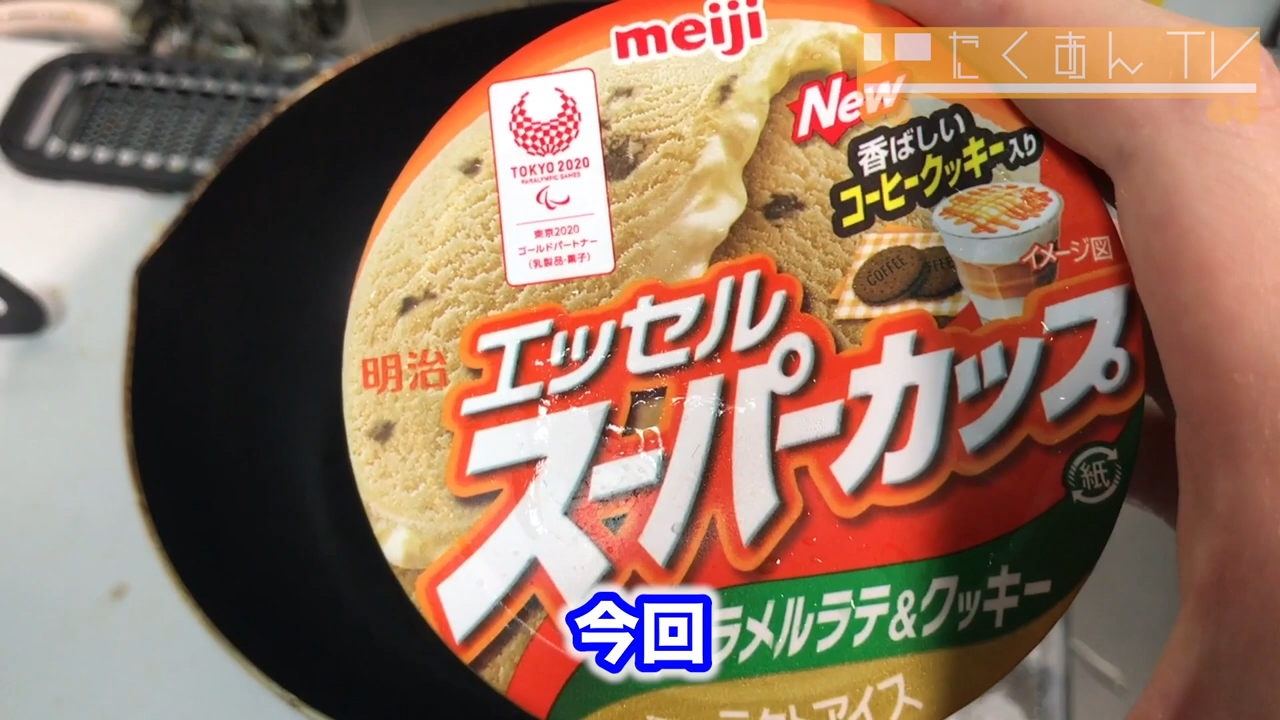 meiji
たくあんTV
New
香ばしい
コーヒークッキー入り
TOKYO 2020
PARALYMPIC GAMES
東京2020
ゴールドパートナー
(乳製品・菓子)
COFFEE
イメージ図
明治
エッセル
スーパーカップ
紙
今回
ラメルラテ&クッキー